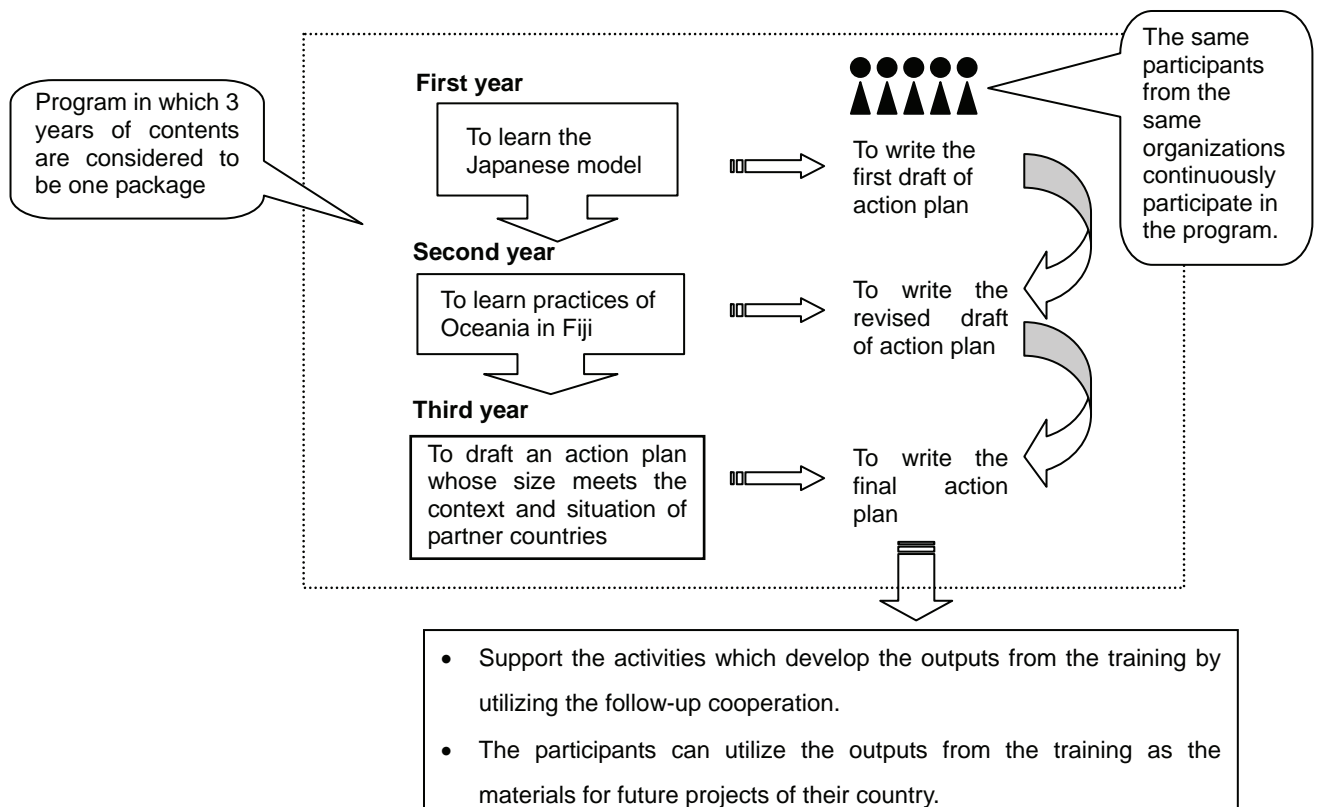 Program in which 3
years of contents
are considered to
be one package
The same
participants
from the
same
organizations
continuously
participate in
the program.
First year
To learn the
Japanese model
To write the
first draft of
action plan
Second year
To learn practices of
Oceania in Fiji
To write the
revised draft
of action plan
Third year
To draft an action plan
whose size meets the
context and situation of
partner countries
To write the
final action
plan
• Support the activities which develop the outputs from the training by
utilizing the follow-up cooperation.
• The participants can utilize the outputs from the training as the
materials for future projects of their country.